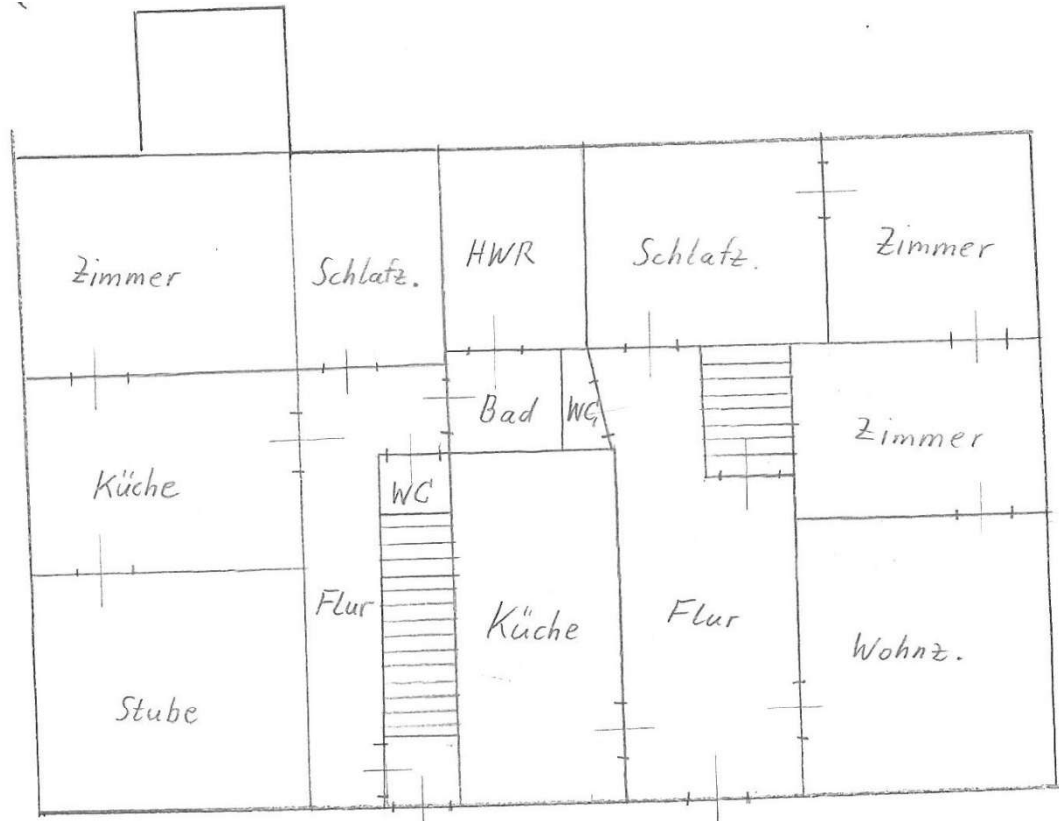 Zimmer
Schlafz.
HWR
Schlafz.
Zimmer
Küche
Bad
WC
Zimmer
WC
Flur
Küche
Flur
Wohnz.
Stube